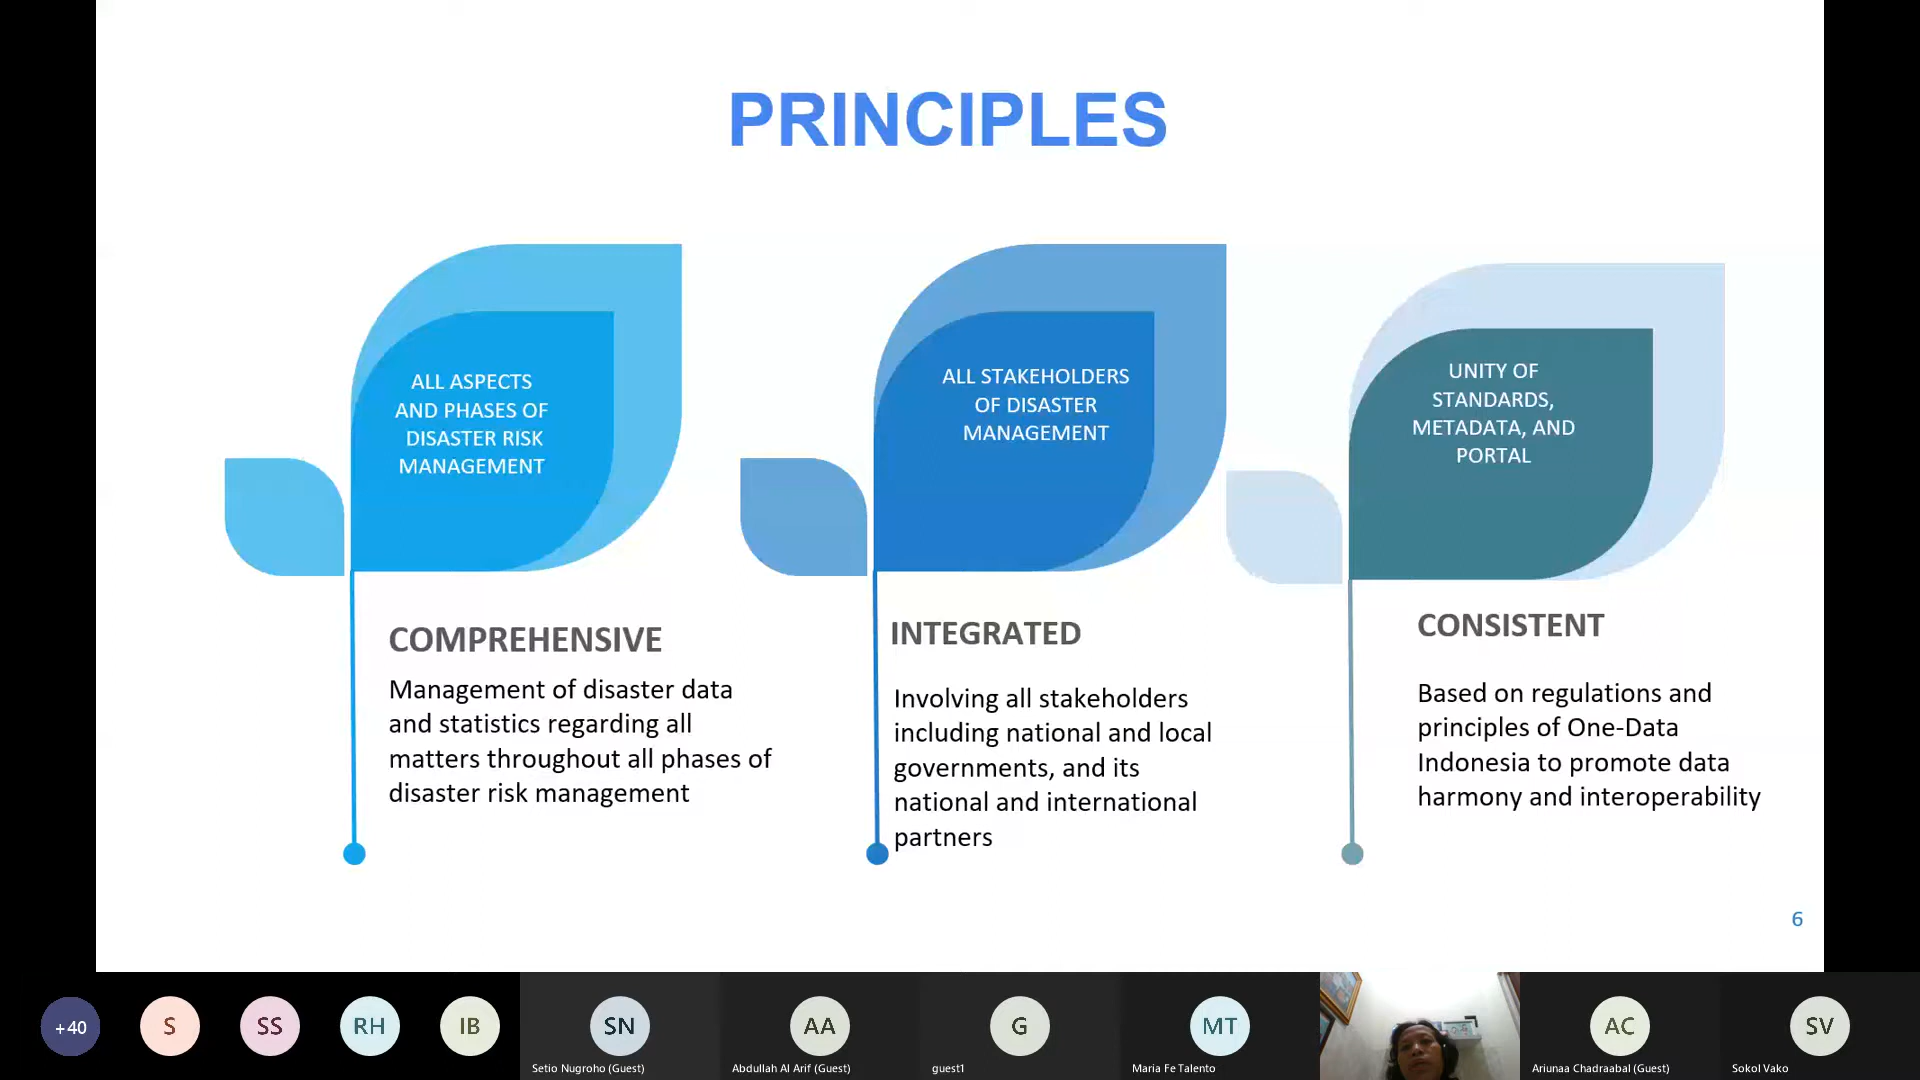 PRINCIPLES
ALL ASPECTS
AND PHASES OF
DISASTER RISK
MANAGEMENT
ALL STAKEHOLDERS
OF DISASTER
MANAGEMENT
UNITY OF
STANDARDS,
METADATA, AND
PORTAL
COMPREHENSIVE
Management of disaster data
and statistics regarding all
matters throughout all phases of
disaster risk management
INTEGRATED
Involving all stakeholders
including national and local
governments, and its
national and international
partners
CONSISTENT
Based on regulations and
principles of One-Data
Indonesia to promote data
harmony and interoperability
6
+40
S
SS
RH
IB
SN
Setio Nugroho (Guest)
AA
Abdullah Al Arif (Guest)
G
guest1
MT
Maria Fe Talento
AC
Ariunaa Chadraabal (Guest)
SV
Sokol Vako